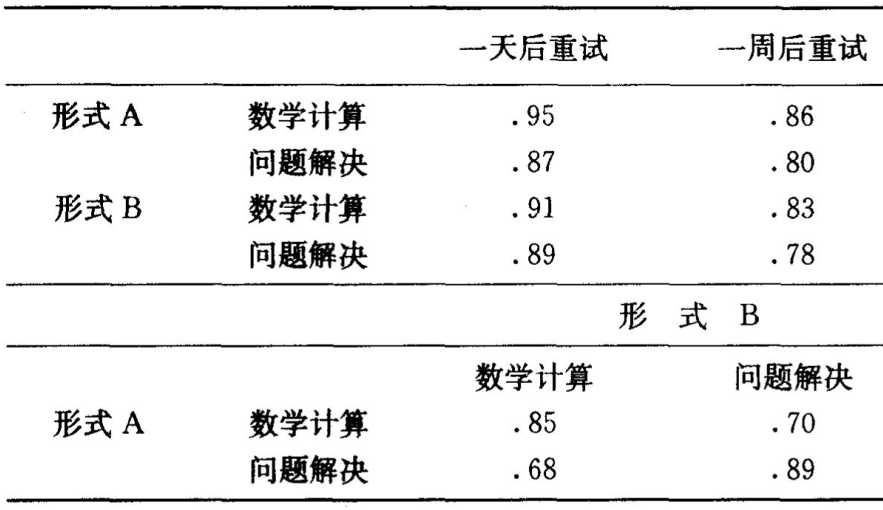 一天后重试 一周后重试
形式 A 数学计算 .95 .86
问题解决 .87 .80
形式 B 数学计算 .91 .83
问题解决 .89 .78
形 式 B
数学计算 问题解决
形式 A 数学计算 .85 .70
问题解决 .68 .89